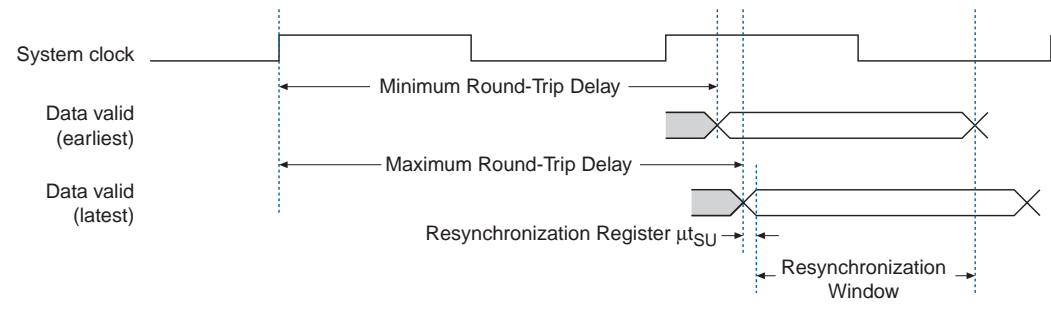 System clock
Minimum Round-Trip Delay
Data valid
(earliest)
Maximum Round-Trip Delay
Data valid
(latest)
Resynchronization Register μtSU
Resynchronization
Window